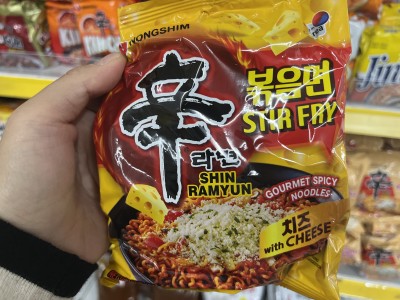 NONGSHIM
辛
라면
SHIN
RAMYUN
볶음면
STIR FRY
GOURMET SPICY
NOODLES
치즈
with CHEESE